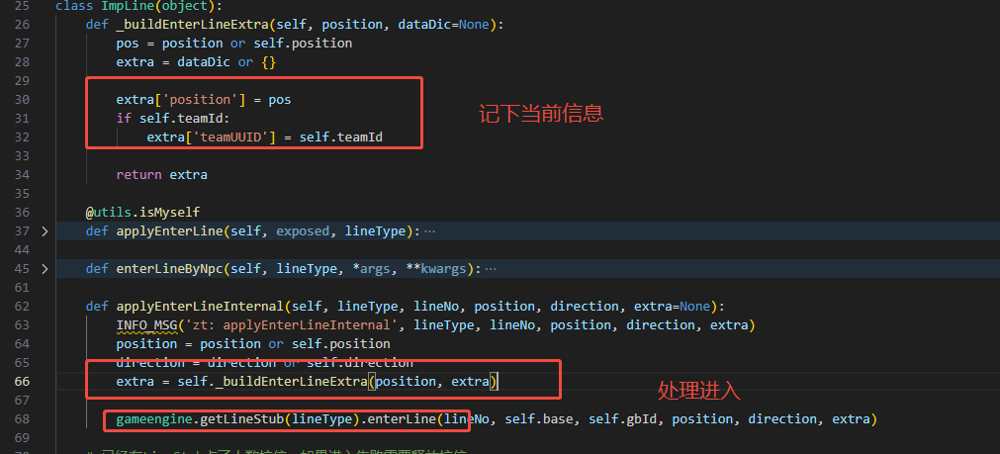 25 class ImpLine(object):
26 def _buildEnterLineExtra(self, position, dataDic=None):
27 pos = position or self.position
28 extra = dataDic or {}
29
30 extra['position'] = pos
记下当前信息
31 if self.teamId:
32 extra['teamUUID'] = self.teamId
33
34 return extra
35
36 @utils.isMyself
37 def applyEnterLine(self, exposed, lineType):…
44
45 def enterLineByNpc(self, lineType, *args, **kwargs):…
61
62 def applyEnterLineInternal(self, lineType, lineNo, position, direction, extra=None):
63 INFO_MSG('zt: applyEnterLineInternal', lineType, lineNo, position, direction, extra)
64 position = position or self.position
65 direction = direction or self.direction
66 extra = self._buildEnterLineExtra(position, extra)
处理进入
67
68 gameengine.getLineStub(lineType).enterLine(lineNo, self.base, self.gbId, position, direction, extra)
69